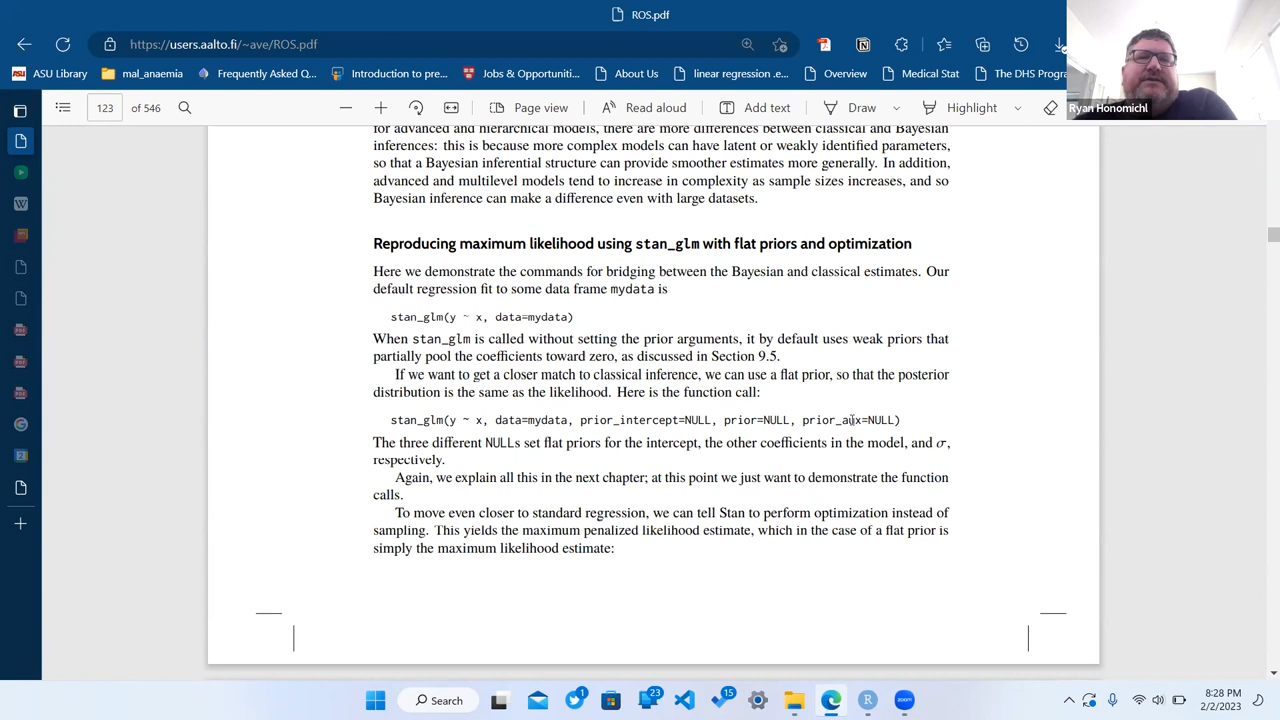 ROS.pdf
https://users.aalto.fi/~ave/ROS.pdf
ASU Library
mal_anaemia
Frequently Asked Q...
Introduction to pre...
Jobs & Opportuniti...
About Us
linear regression .e...
Overview
Medical Stat
The DHS Prog
Ryan Honomichl
123 of 546
Page view
Read aloud
Add text
Draw
Highlight
for advanced and hierarchical models, there are more differences between classical and Bayesian
inferences: this is because more complex models can have latent or weakly identified parameters,
so that a Bayesian inferential structure can provide smoother estimates more generally. In addition,
advanced and multilevel models tend to increase in complexity as sample sizes increases, and so
Bayesian inference can make a difference even with large datasets.
Reproducing maximum likelihood using stan_glm with flat priors and optimization
Here we demonstrate the commands for bridging between the Bayesian and classical estimates. Our
default regression fit to some data frame mydata is
stan_glm(y ~ x, data=mydata)
When stan_glm is called without setting the prior arguments, it by default uses weak priors that
partially pool the coefficients toward zero, as discussed in Section 9.5.
If we want to get a closer match to classical inference, we can use a flat prior, so that the posterior
distribution is the same as the likelihood. Here is the function call:
stan_glm(y ~ x, data=mydata, prior_intercept=NULL, prior=NULL, prior_aux=NULL)
The three different NULLs set flat priors for the intercept, the other coefficients in the model, and σ,
respectively.
Again, we explain all this in the next chapter; at this point we just want to demonstrate the function
calls.
To move even closer to standard regression, we can tell Stan to perform optimization instead of
sampling. This yields the maximum penalized likelihood estimate, which in the case of a flat prior is
simply the maximum likelihood estimate:
Search
1
23
15
8:28 PM
2/2/2023